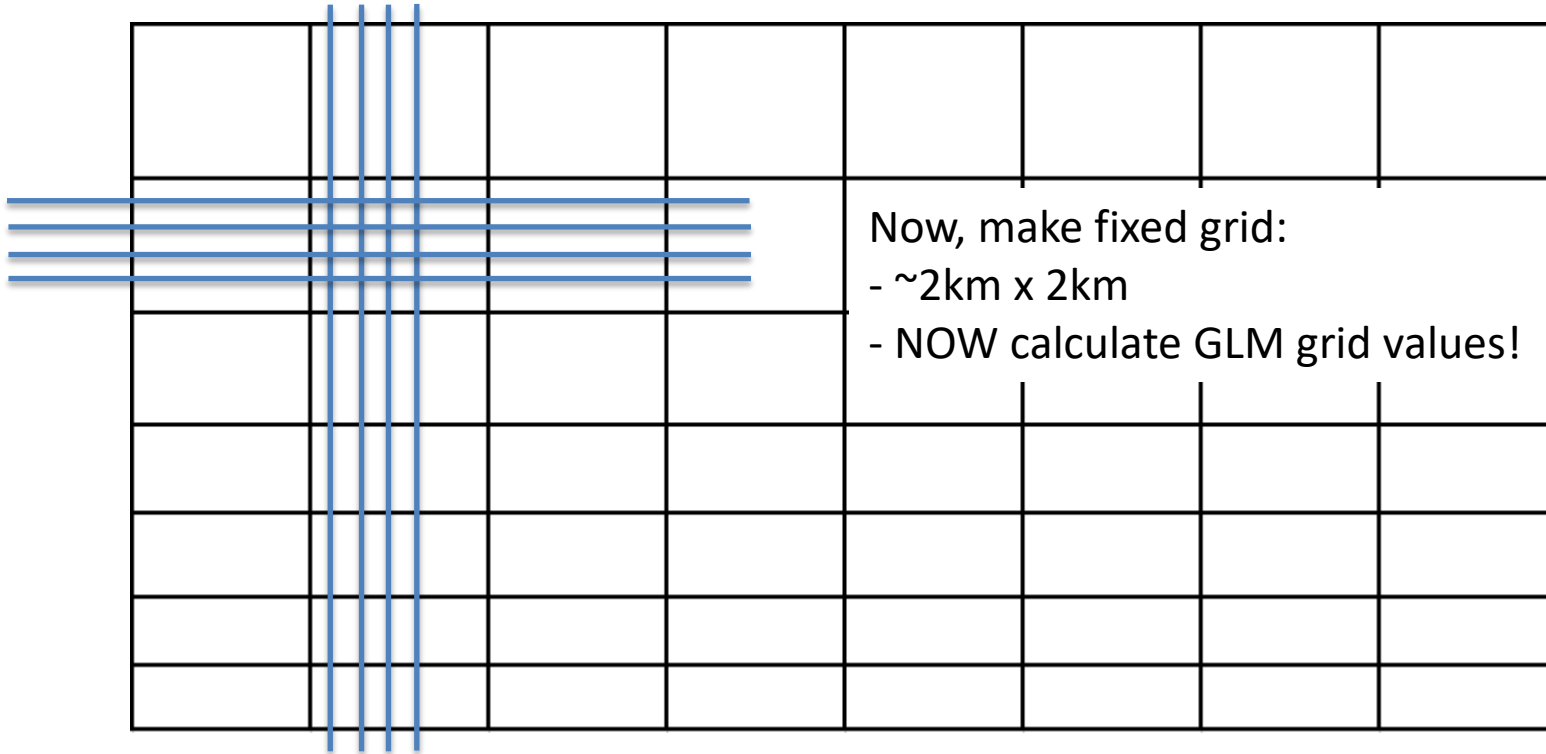 Now, make fixed grid:
- ~2km x 2km
- NOW calculate GLM grid values!